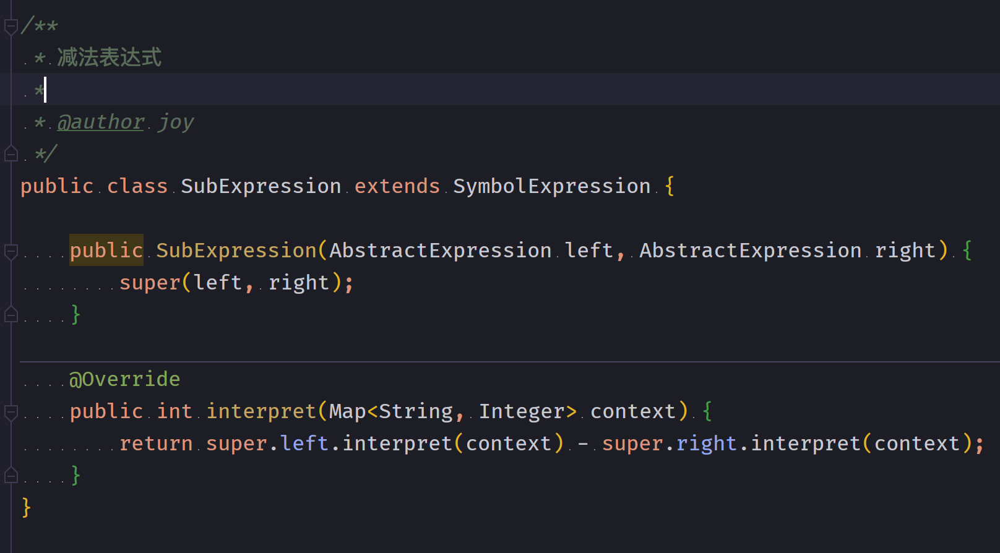 /**
 * 减法表达式
 *
 * @author joy
 */
public class SubExpression extends SymbolExpression {
    public SubExpression(AbstractExpression left, AbstractExpression right) {
        super(left, right);
    }
    @Override
    public int interpret(Map<String, Integer> context) {
        return super.left.interpret(context) - super.right.interpret(context);
    }
}